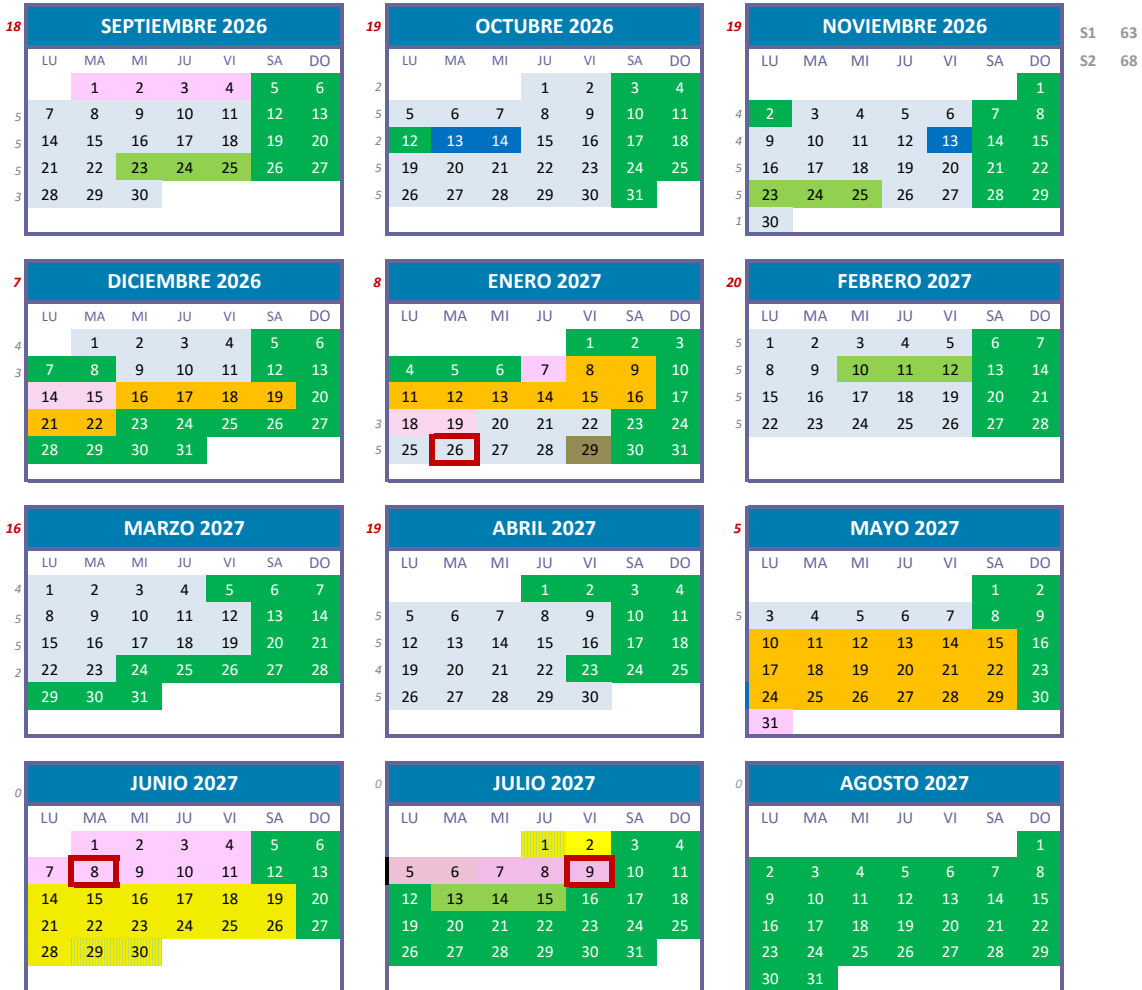 18 SEPTIEMBRE 2026 19 OCTUBRE 2026 19 NOVIEMBRE 2026 S1 63
LU MA MI JU VI SA DO LU MA MI JU VI SA DO LU MA MI JU VI SA DO S2 68
1 2 3 4 5 6 2 1 2 3 4 1
5 7 8 9 10 11 12 13 5 5 6 7 8 9 10 11 4 2 3 4 5 6 7 8
5 14 15 16 17 18 19 20 2 12 13 14 15 16 17 18 4 9 10 11 12 13 14 15
5 21 22 23 24 25 26 27 5 19 20 21 22 23 24 25 5 16 17 18 19 20 21 22
3 28 29 30 5 26 27 28 29 30 31 5 23 24 25 26 27 28 29
1 30
7 DICIEMBRE 2026 8 ENERO 2027 20 FEBRERO 2027
LU MA MI JU VI SA DO LU MA MI JU VI SA DO LU MA MI JU VI SA DO
4 1 2 3 4 5 6 1 2 3 5 1 2 3 4 5 6 7
3 7 8 9 10 11 12 13 4 5 6 7 8 9 10 5 8 9 10 11 12 13 14
14 15 16 17 18 19 20 11 12 13 14 15 16 17 5 15 16 17 18 19 20 21
21 22 23 24 25 26 27 3 18 19 20 21 22 23 24 5 22 23 24 25 26 27 28
28 29 30 31 5 25 26 27 28 29 30 31
16 MARZO 2027 19 ABRIL 2027 5 MAYO 2027
LU MA MI JU VI SA DO LU MA MI JU VI SA DO LU MA MI JU VI SA DO
4 1 2 3 4 5 6 7 1 2 3 4 1 2
5 8 9 10 11 12 13 14 5 5 6 7 8 9 10 11 5 3 4 5 6 7 8 9
5 15 16 17 18 19 20 21 5 12 13 14 15 16 17 18 10 11 12 13 14 15 16
2 22 23 24 25 26 27 28 4 19 20 21 22 23 24 25 17 18 19 20 21 22 23
29 30 31 5 26 27 28 29 30 24 25 26 27 28 29 30
31
0 JUNIO 2027 0 JULIO 2027 0 AGOSTO 2027
LU MA MI JU VI SA DO LU MA MI JU VI SA DO LU MA MI JU VI SA DO
1 2 3 4 5 6 1 2 3 4 1
7 8 9 10 11 12 13 5 6 7 8 9 10 11 2 3 4 5 6 7 8
14 15 16 17 18 19 20 12 13 14 15 16 17 18 9 10 11 12 13 14 15
21 22 23 24 25 26 27 19 20 21 22 23 24 25 16 17 18 19 20 21 22
28 29 30 26 27 28 29 30 31 23 24 25 26 27 28 29
30 31